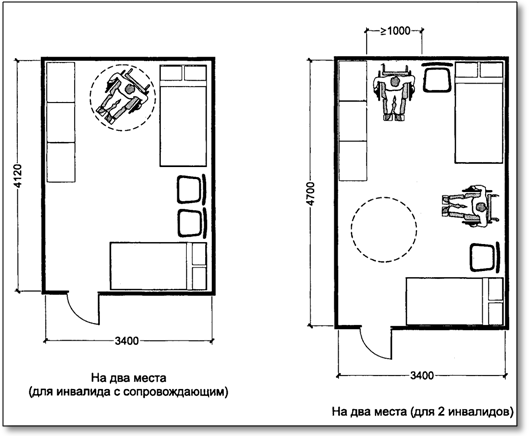 ≥1000
4120
4700
3400
3400
На два места
(для инвалида с сопровождающим)
На два места (для 2 инвалидов)